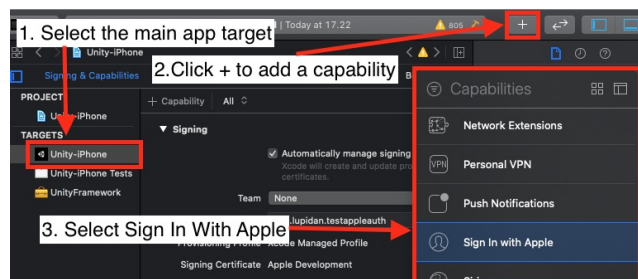 1. Select the main app target
| Today at 17.22
805
Unity-iPhone
2.Click + to add a capability
Signing & Capabilities
B
PROJECT
+ Capability
All
Unity-iPhone
TARGETS
Signing
Unity-iPhone
Automatically manage signing
Xcode will create and update pro
certificates.
Unity-iPhone Tests
UnityFramework
Team
None
.lupidan.testappleauth
3. Select Sign In With Apple
Provisioning Profile
Xcode Managed Profile
Signing Certificate
Apple Development
Capabilities
Network Extensions
VPN
Personal VPN
Push Notifications
Sign In with Apple